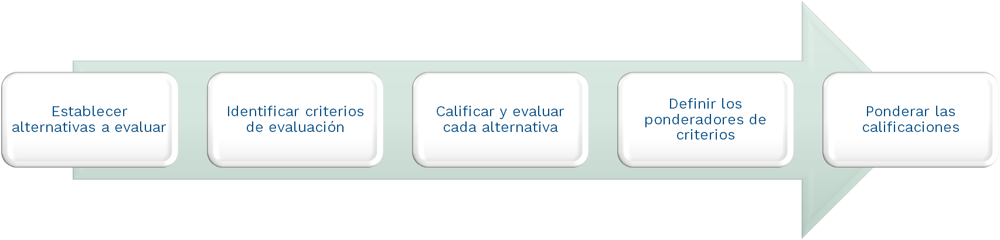 Establecer
alternativas a evaluar
Identificar criterios
de evaluación
Calificar y evaluar
cada alternativa
Definir los
ponderadores de
criterios
Ponderar las
calificaciones